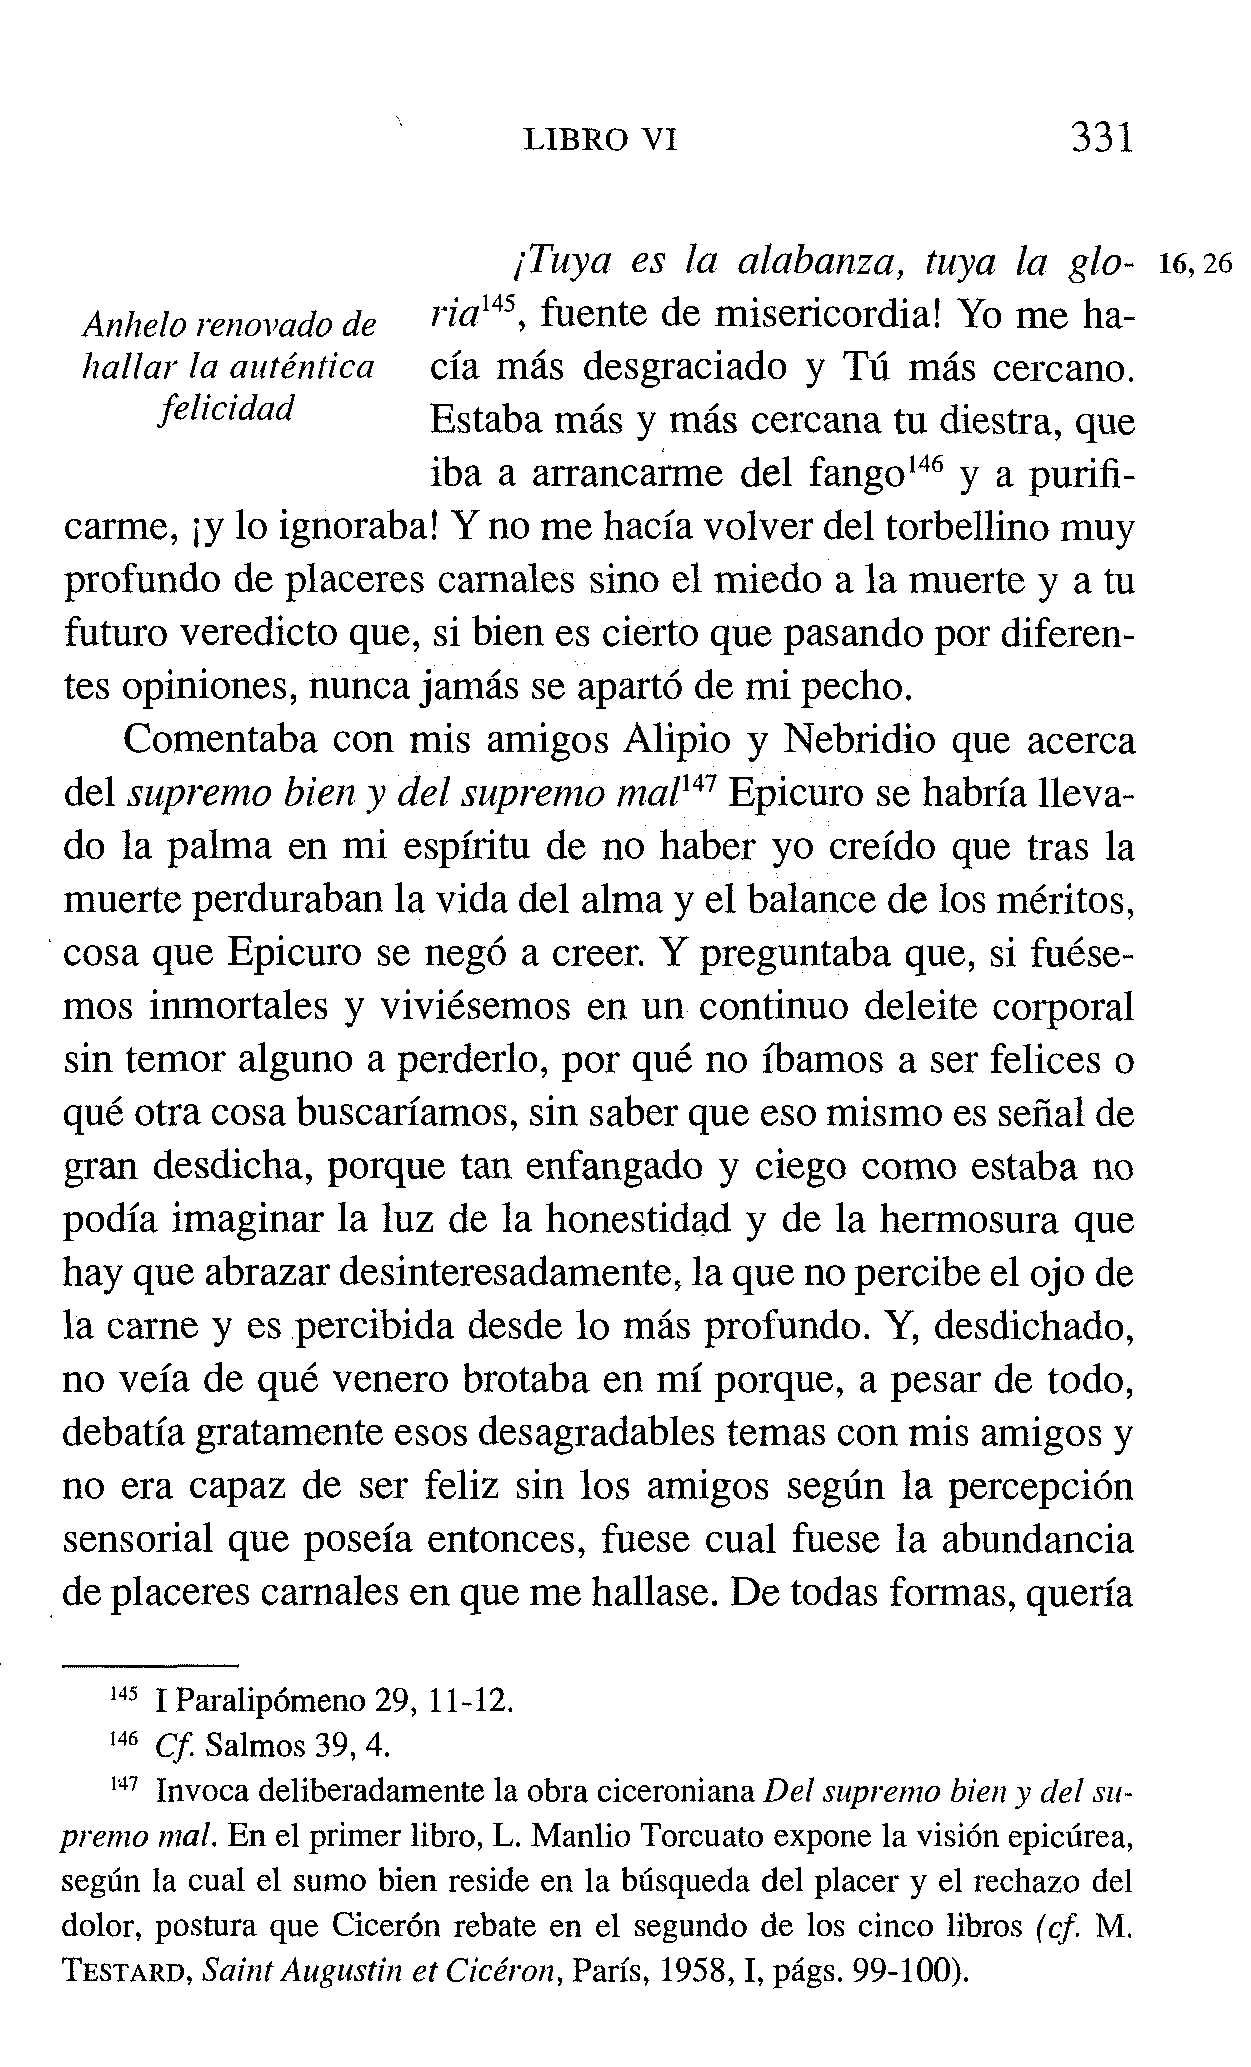 LIBRO VI 331
¡Tuya es la alabanza, tuya la glo- 16, 26
Anhelo renovado de
hallar la auténtica
felicidad
ria¹⁴⁵, fuente de misericordia! Yo me ha-
cía más desgraciado y Tú más cercano.
Estaba más y más cercana tu diestra, que
iba a arrancarme del fango¹⁴⁶ y a purifi-
carme, ¡y lo ignoraba! Y no me hacía volver del torbellino muy
profundo de placeres carnales sino el miedo a la muerte y a tu
futuro veredicto que, si bien es cierto que pasando por diferen-
tes opiniones, nunca jamás se apartó de mi pecho.
Comentaba con mis amigos Alipio y Nebridio que acerca
del supremo bien y del supremo mal¹⁴⁷ Epicuro se habría lleva-
do la palma en mi espíritu de no haber yo creído que tras la
muerte perduraban la vida del alma y el balance de los méritos,
cosa que Epicuro se negó a creer. Y preguntaba que, si fuése-
mos inmortales y viviésemos en un continuo deleite corporal
sin temor alguno a perderlo, por qué no íbamos a ser felices o
qué otra cosa buscaríamos, sin saber que eso mismo es señal de
gran desdicha, porque tan enfangado y ciego como estaba no
podía imaginar la luz de la honestidad y de la hermosura que
hay que abrazar desinteresadamente, la que no percibe el ojo de
la carne y es percibida desde lo más profundo. Y, desdichado,
no veía de qué venero brotaba en mí porque, a pesar de todo,
debatía gratamente esos desagradables temas con mis amigos y
no era capaz de ser feliz sin los amigos según la percepción
sensorial que poseía entonces, fuese cual fuese la abundancia
de placeres carnales en que me hallase. De todas formas, quería
¹⁴⁵ I Paralipómeno 29, 11-12.
¹⁴⁶ Cf. Salmos 39, 4.
¹⁴⁷ Invoca deliberadamente la obra ciceroniana Del supremo bien y del su-
premo mal. En el primer libro, L. Manlio Torcuato expone la visión epicúrea,
según la cual el sumo bien reside en la búsqueda del placer y el rechazo del
dolor, postura que Cicerón rebate en el segundo de los cinco libros (cf. M.
TESTARD, Saint Augustin et Cicéron, París, 1958, I, págs. 99-100).